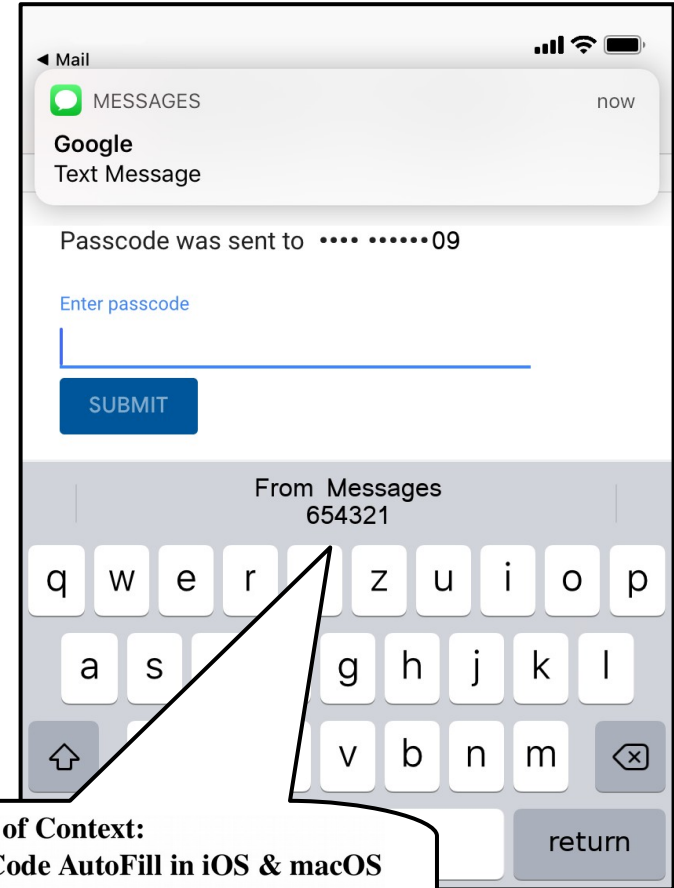 ◀ Mail
MESSAGES now
Google
Text Message
Passcode was sent to •••• ••••••09
Enter passcode
SUBMIT
From Messages
654321
q w e r z u i o p
a s g h j k l
v b n m
return
of Context:
Code AutoFill in iOS & macOS